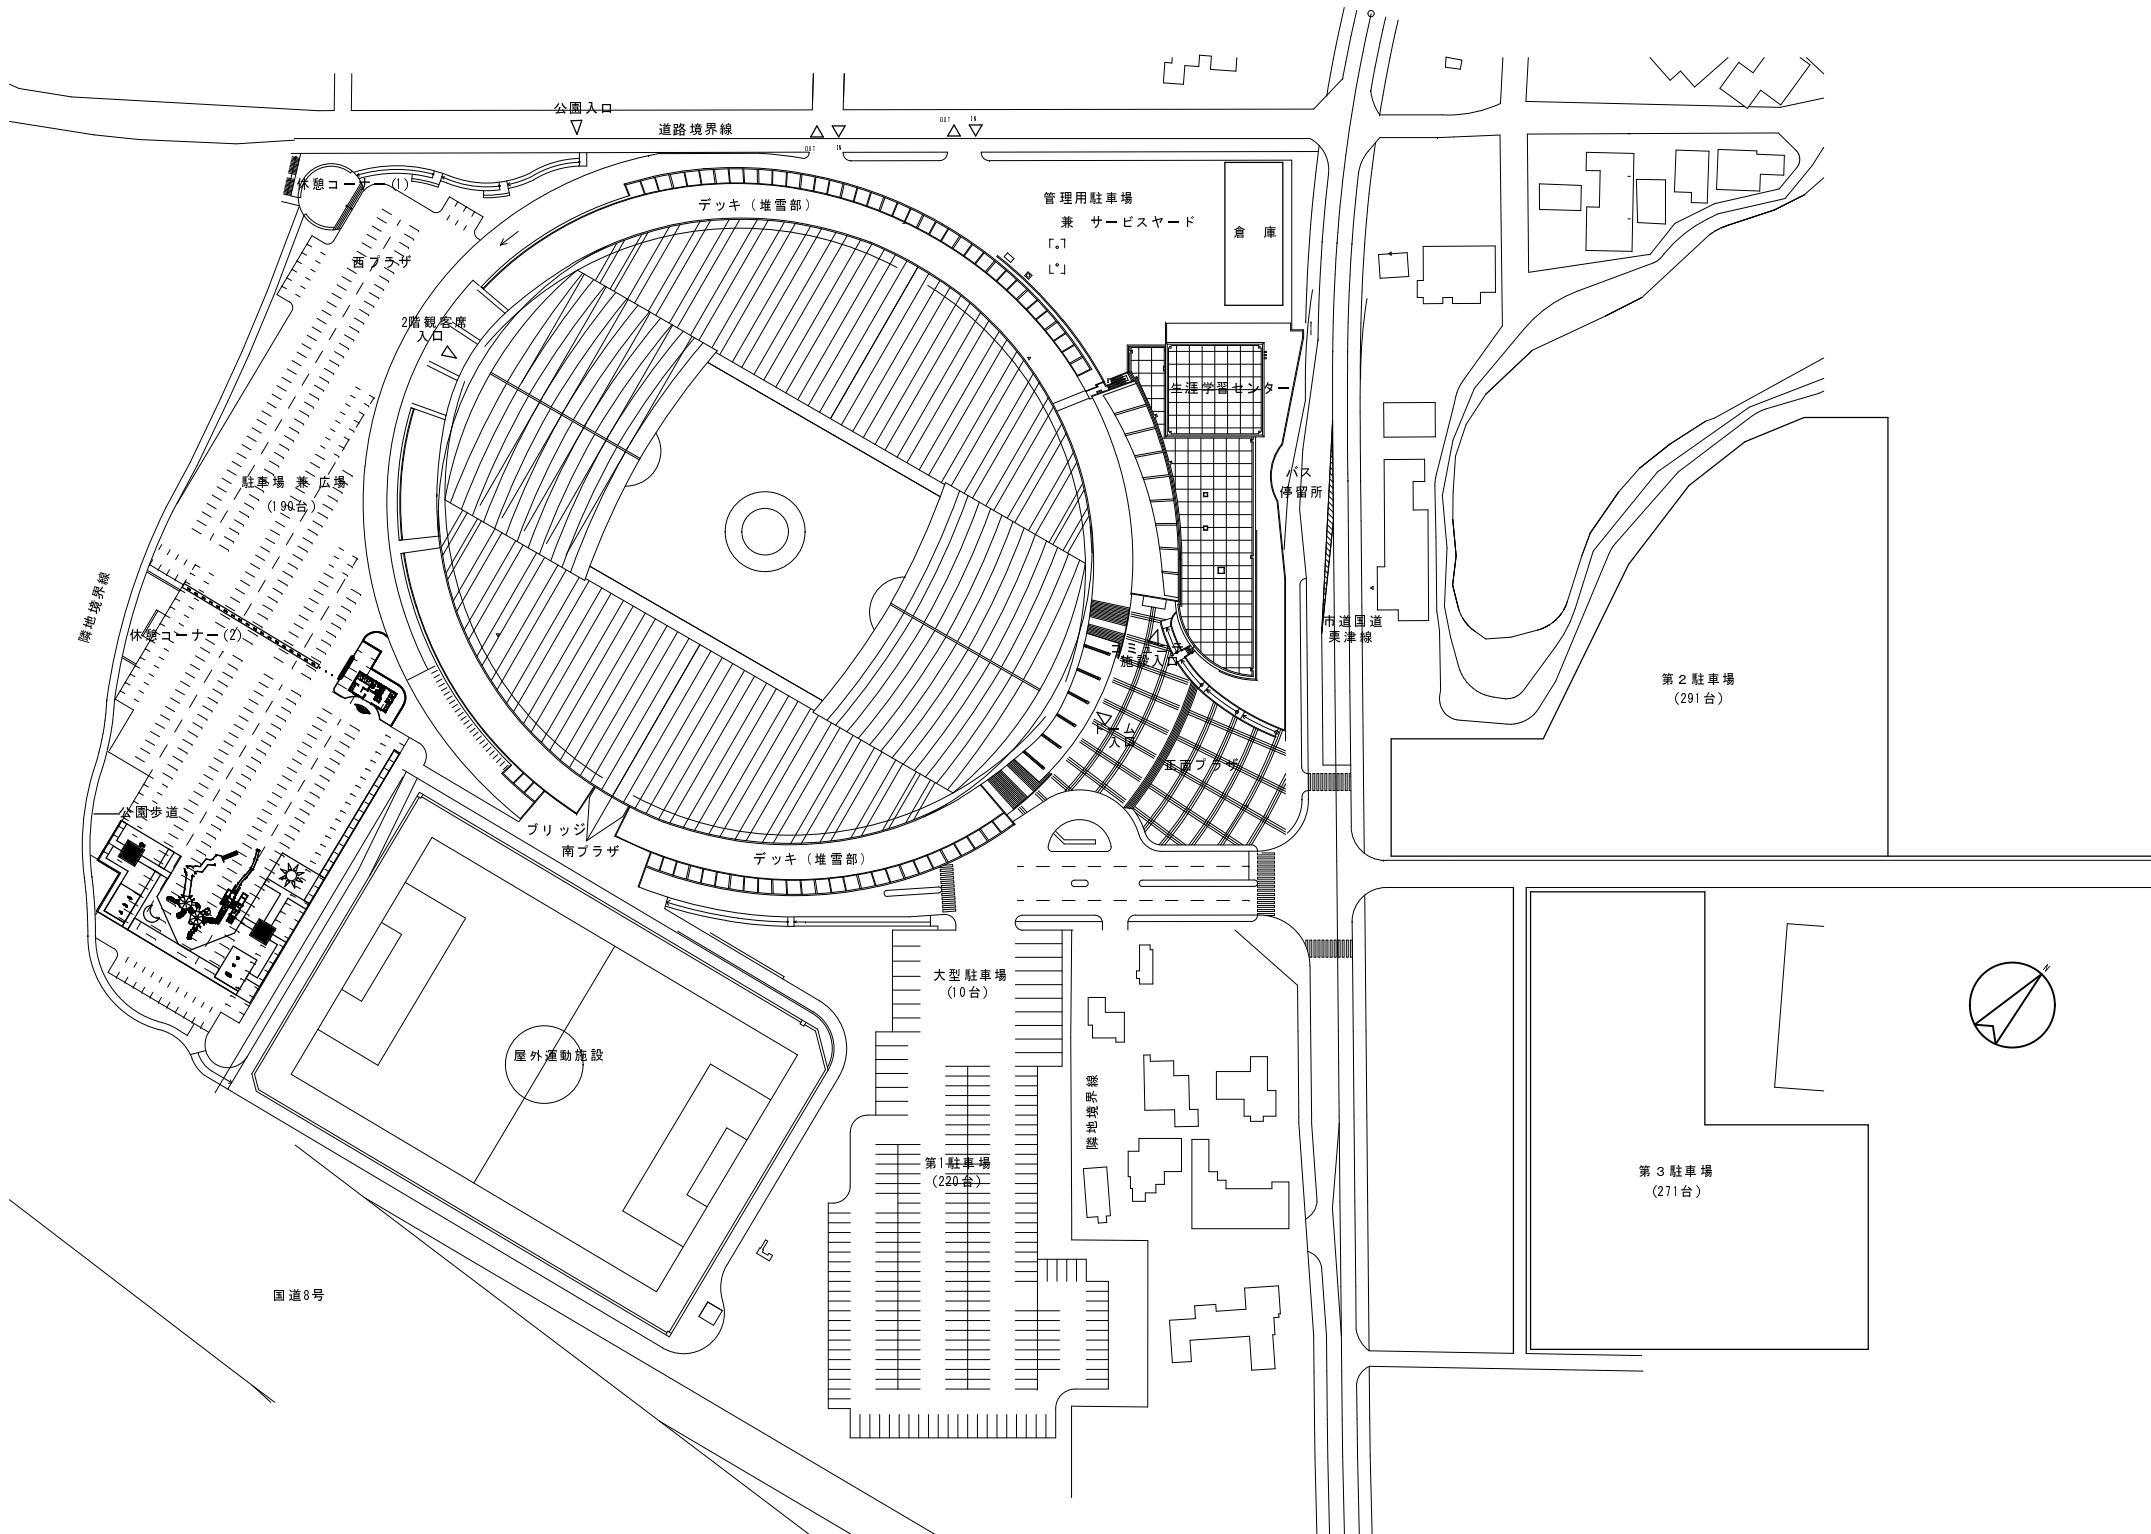 公園入口
道路境界線
OUT
IN
OUT
IN
休憩コーナー(1)
デッキ（堆雪部）
管理用駐車場
兼　サービスヤード
倉　庫
西プラザ
2階観客席
入口
生涯学習センター
バス
停留所
駐車場 兼 広場
(190台)
隣地境界線
休憩コーナー(2)
市道国道
栗津線
施設入口
第２駐車場
(291台)
ドーム
入口
正面プラザ
公園歩道
ブリッジ
南プラザ
デッキ（堆雪部）
大型駐車場
(10台)
N
屋外運動施設
隣地境界線
第1駐車場
(220台)
第３駐車場
(271台)
国道8号